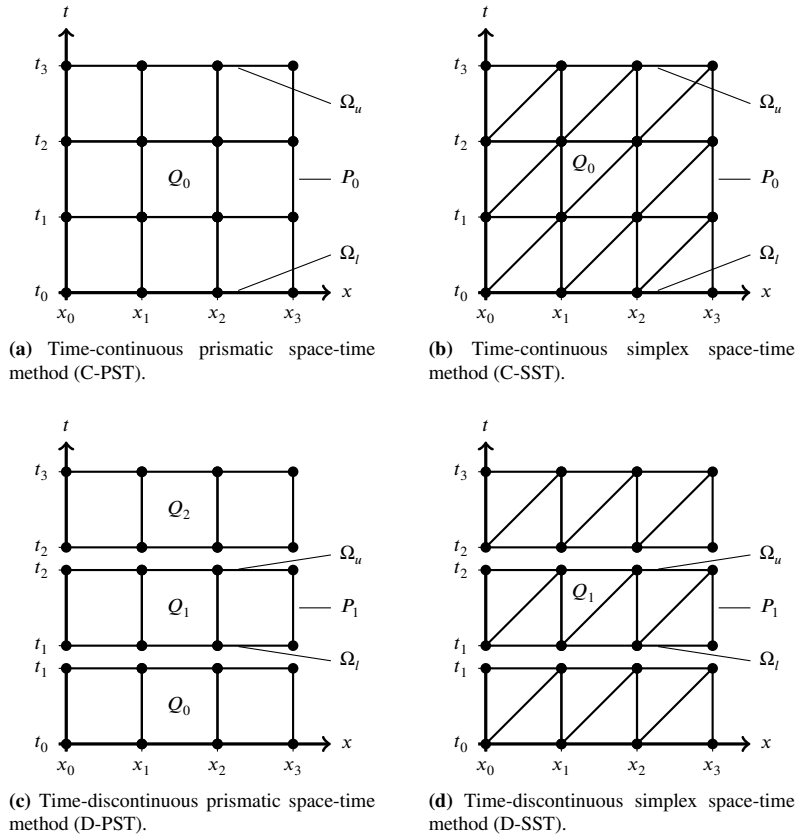 t
t3
t2
t1
t0
x0 x1 x2 x3
x
Q0
Ωu
P0
Ωl
(a) Time-continuous prismatic space-time
method (C-PST).
t
t3
t2
t1
t0
x0 x1 x2 x3
x
Q0
Ωu
P0
Ωl
(b) Time-continuous simplex space-time
method (C-SST).
t
t3
t2
t2
t1
t1
t0
x0 x1 x2 x3
x
Q2
Q1
Q0
Ωu
P1
Ωl
(c) Time-discontinuous prismatic space-time
method (D-PST).
t
t3
t2
t2
t1
t1
t0
x0 x1 x2 x3
x
Q1
Ωu
P1
Ωl
(d) Time-discontinuous simplex space-time
method (D-SST).